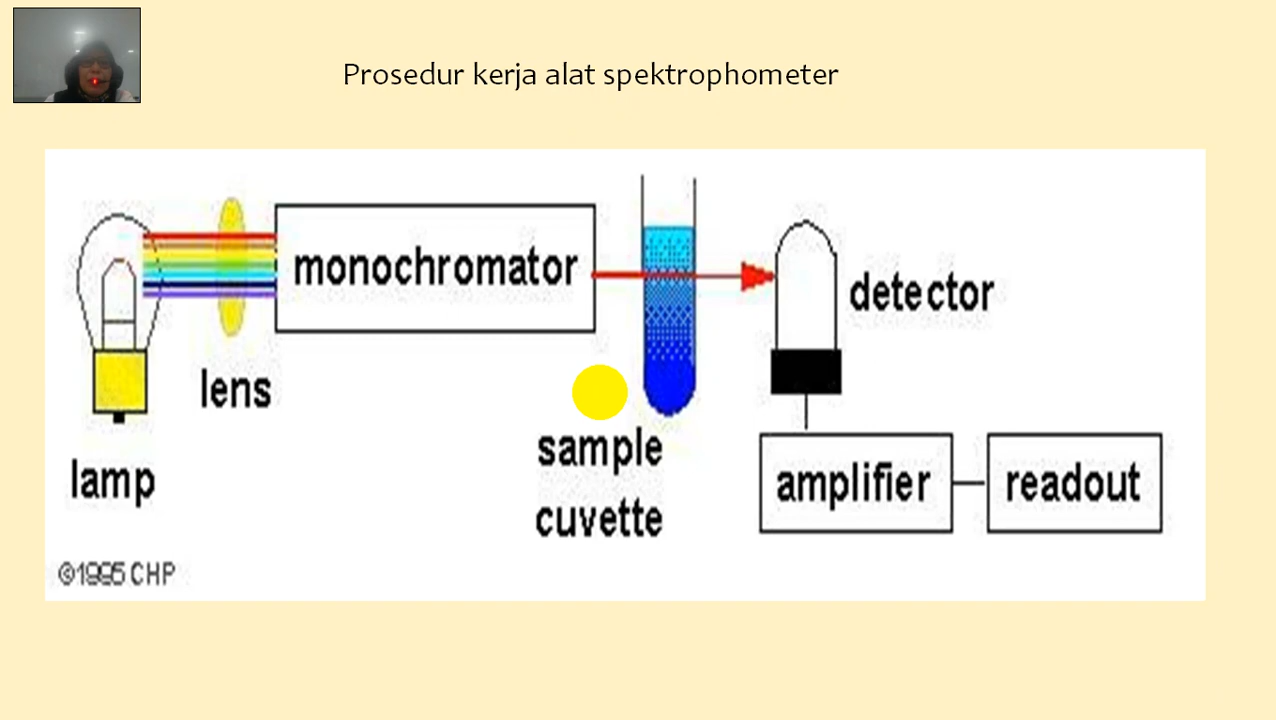 Prosedur kerja alat spektrophometer
monochromator
detector
lens
sample
cuvette
lamp
amplifier
readout
©1995 CHP